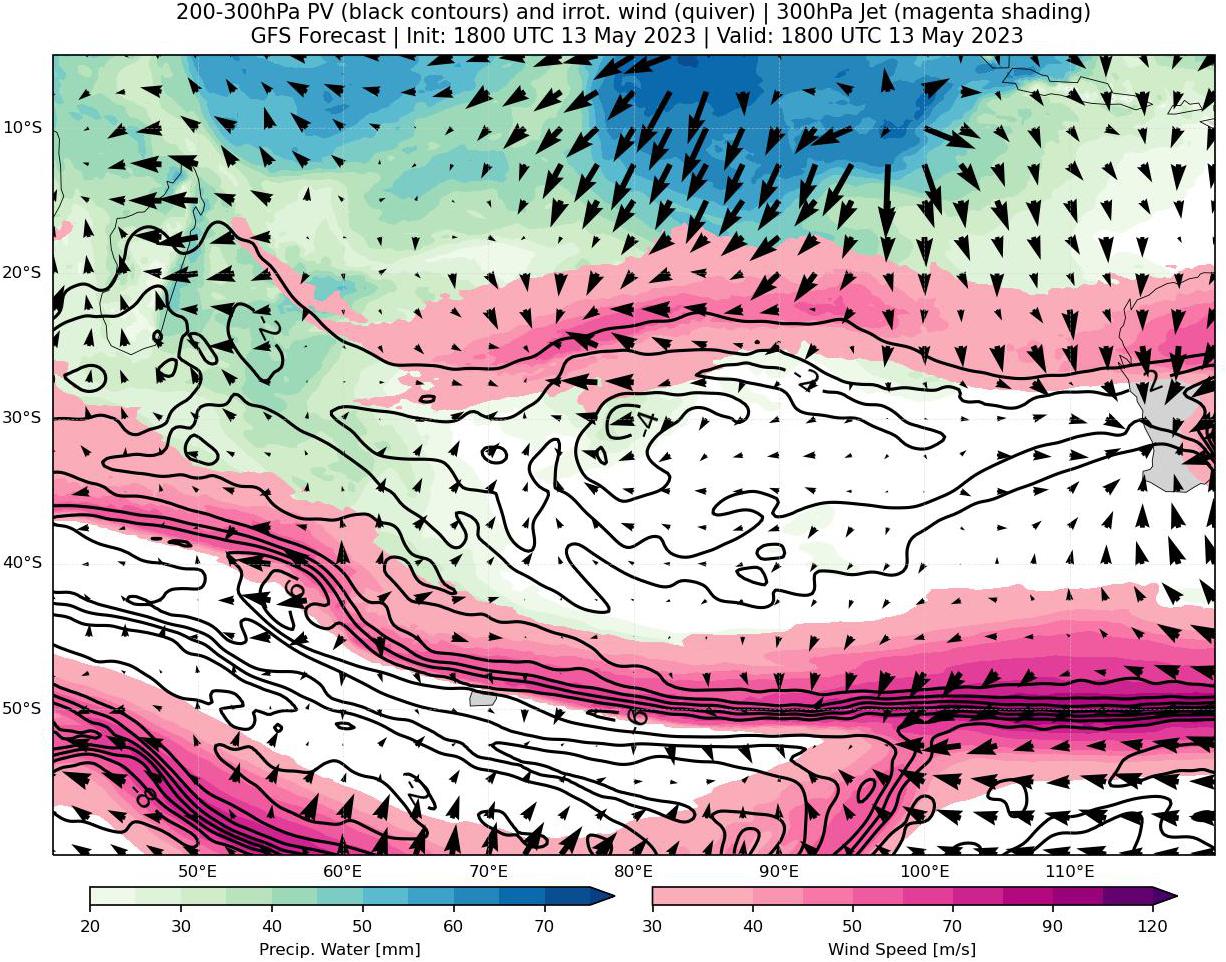 200-300hPa PV (black contours) and irrot. wind (quiver) | 300hPa Jet (magenta shading)
GFS Forecast | Init: 1800 UTC 13 May 2023 | Valid: 1800 UTC 13 May 2023
10°S
20°S
-2
-2
2
30°S
-4
40°S
-6
50°S
-6
-2
-8
50°E 60°E 70°E 80°E 90°E 100°E 110°E
20 30 40 50 60 70
Precip. Water [mm]
30 40 50 70 90 120
Wind Speed [m/s]